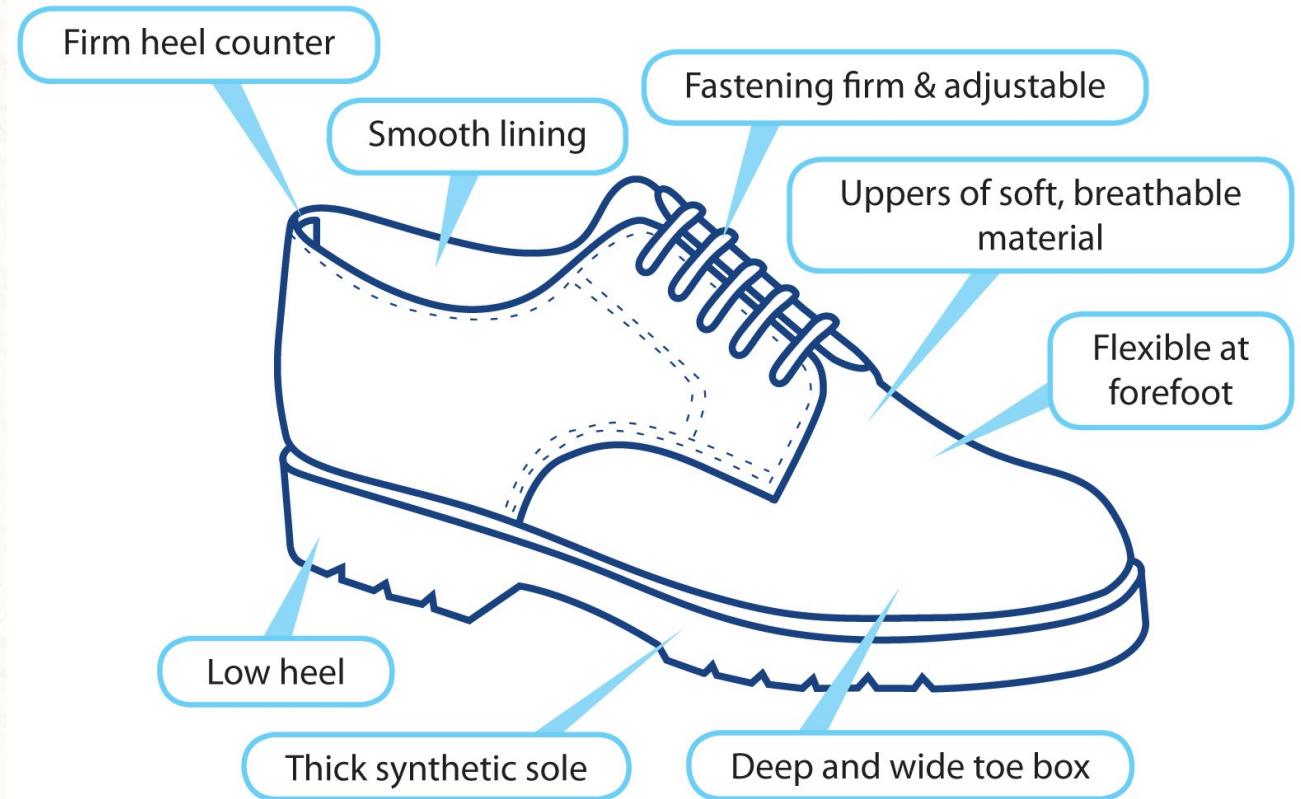 Firm heel counter
Smooth lining
Fastening firm & adjustable
Uppers of soft, breathable
material
Flexible at
forefoot
Low heel
Thick synthetic sole
Deep and wide toe box